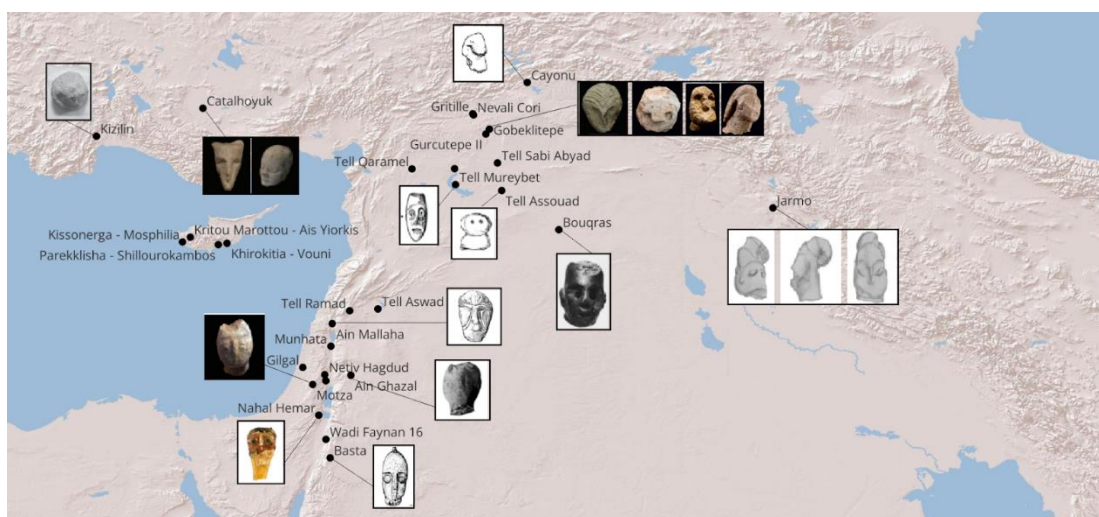 Cayonu
Catalhoyuk
Gritille
Nevali Cori
Kizilin
Gobeklitepe
Gurcutepe II
Tell Qaramel
Tell Sabi Abyad
Tell Mureybet
Tell Assouad
Jarmo
Kissonerga - Mosphilia
Kritou Marottou - Ais Yiorkis
Bouqras
Parekklisha - Shillourokambos
Khirokitia - Vouni
Tell Ramad
Tell Aswad
Munhata
Ain Mallaha
Gilgal
Netiv Hagdud
Ain Ghazal
Motza
Nahal Hemar
Wadi Faynan 16
Basta